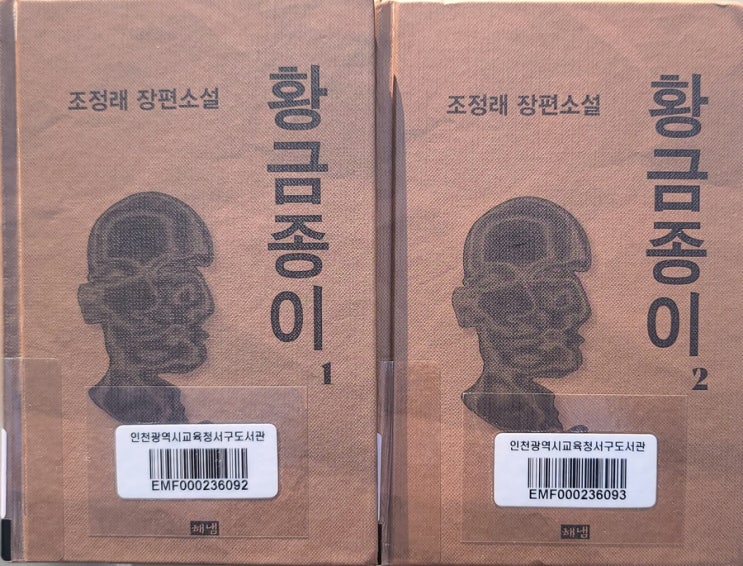 조정래 장편소설
황금종이
1
인천광역시교육청서구도서관
EMF000236092
해냄
조정래 장편소설
황금종이
2
인천광역시교육청서구도서관
EMF000236093
해냄